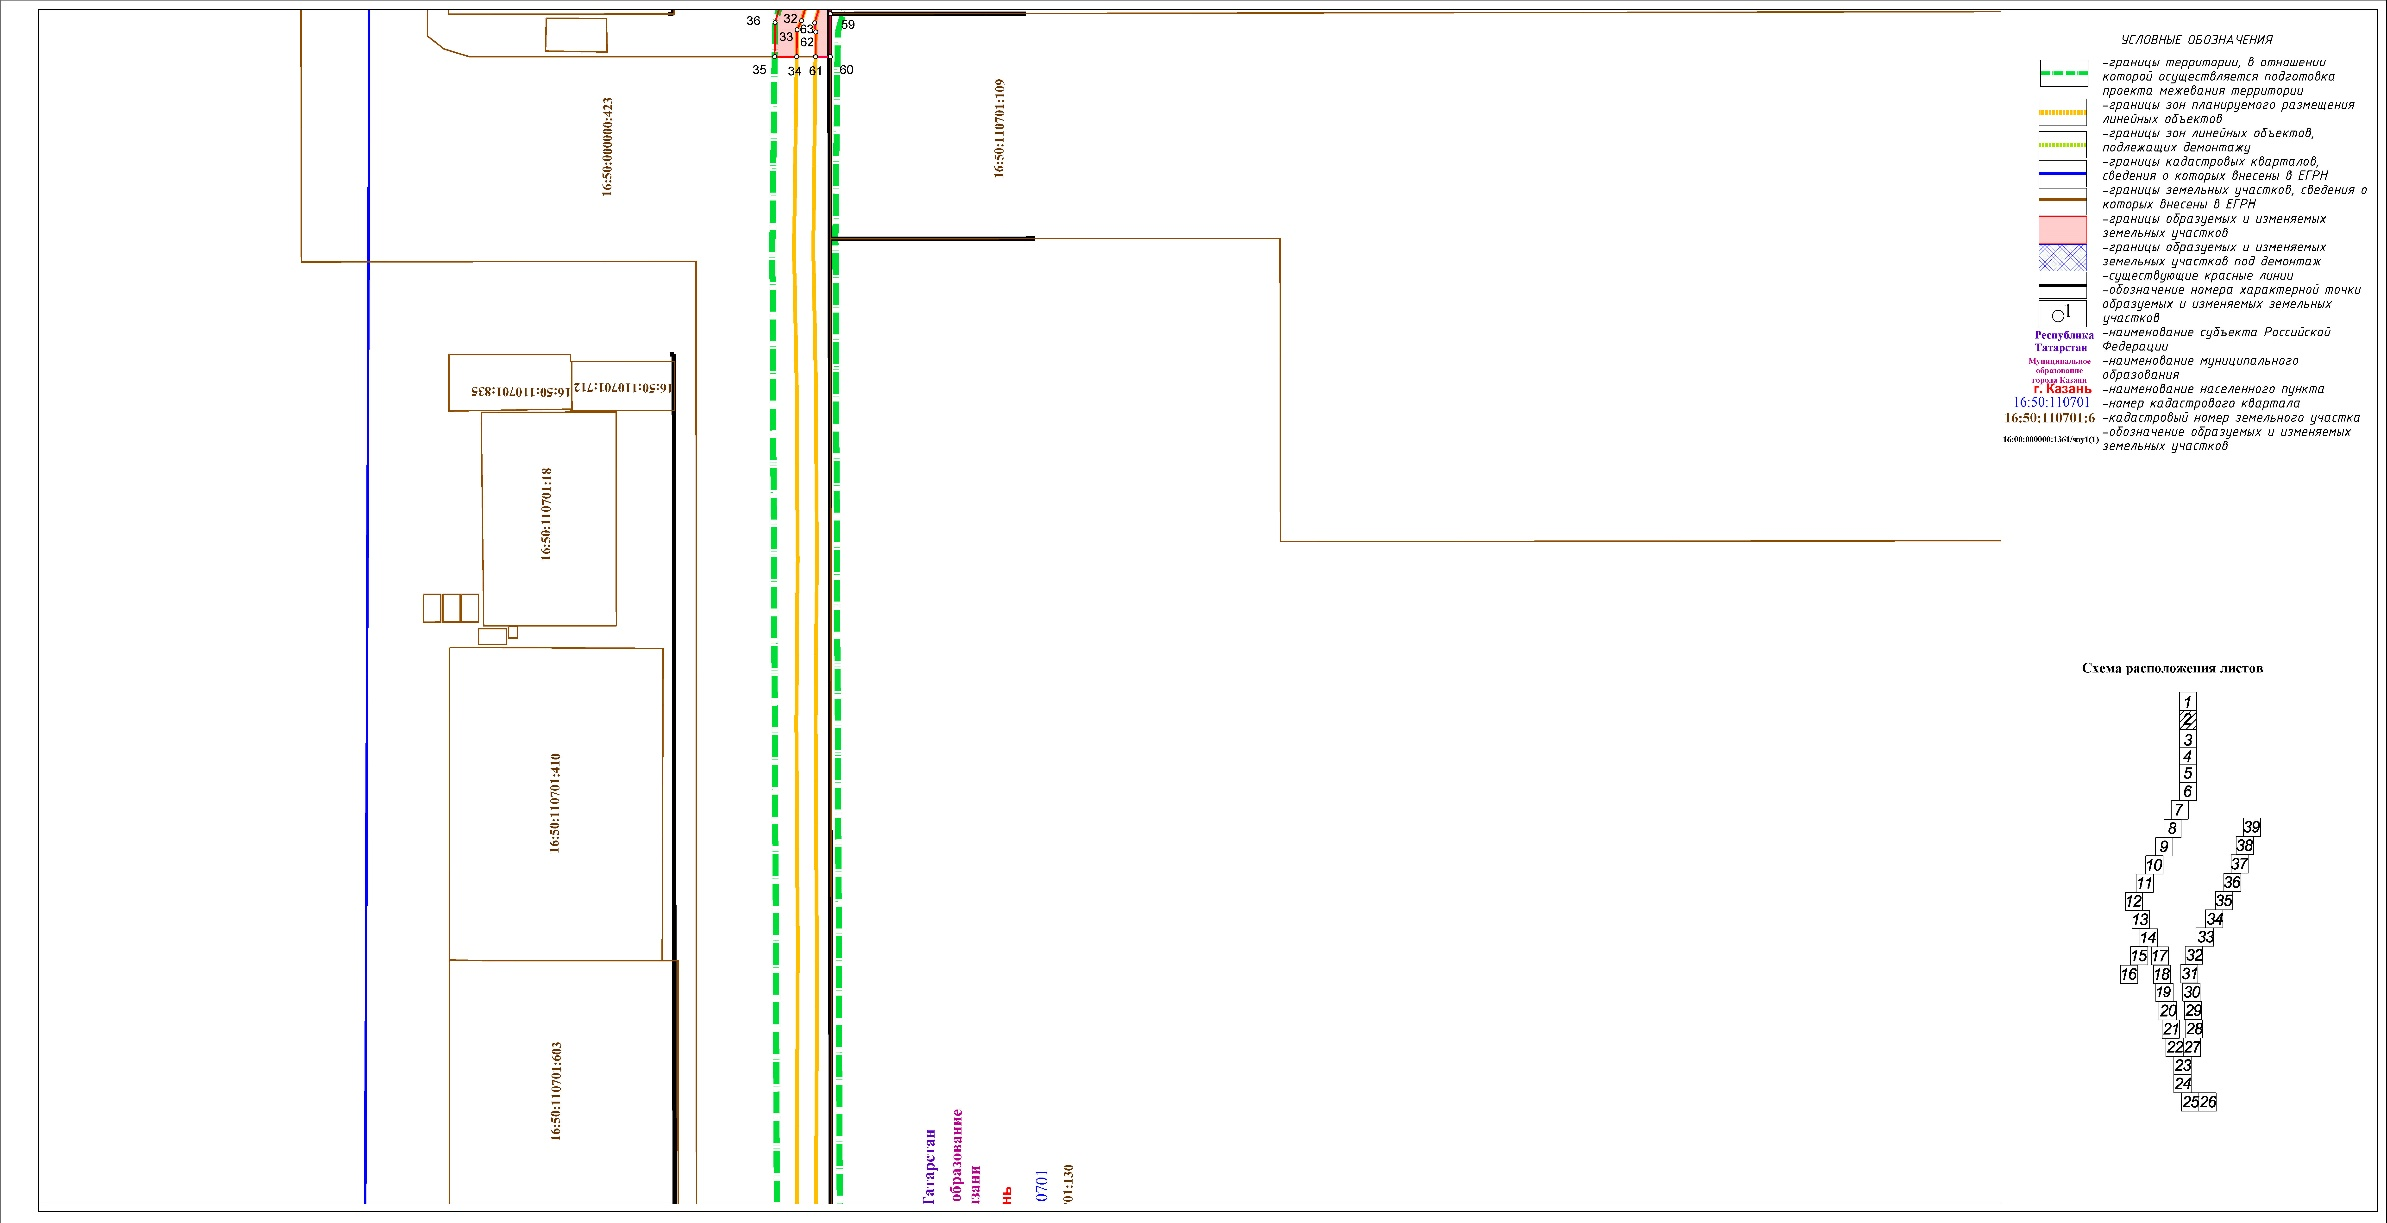 36
32
59
63
33
62
35
34
61
60
16:50:000000:423
16:50:110701:109
16:50:110701:835
16:50:110701:712
16:50:110701:18
16:50:110701:410
16:50:110701:603
Татарстан
образование
нь
0701
01:130
УСЛОВНЫЕ ОБОЗНАЧЕНИЯ
-границы территории, в отношении
которой осуществляется подготовка
проекта межевания территории
-границы зон планируемого размещения
линейных объектов
-границы зон линейных объектов,
подлежащих демонтажу
-границы кадастровых кварталов,
сведения о которых внесены в ЕГРН
-границы земельных участков, сведения о
которых внесены в ЕГРН
-границы образуемых и изменяемых
земельных участков
-границы образуемых и изменяемых
земельных участков под демонтаж
-существующие красные линии
-обозначение номера характерной точки
образуемых и изменяемых земельных
участков
1
Республика
Татарстан
-наименование субъекта Российской
Федерации
Муниципальное
образование
города Казани
-наименование муниципального
образования
г. Казань
-наименование населенного пункта
16:50:110701
-номер кадастрового квартала
16:50:110701:6
-кадастровый номер земельного участка
-обозначение образуемых и изменяемых
земельных участков
Схема расположения листов
1
2
3
4
5
6
7
8
39
9
38
10
37
11
36
12
35
13
34
14
33
15 17
32
16
18
31
19
30
20
29
21
28
22 27
23
24
25 26